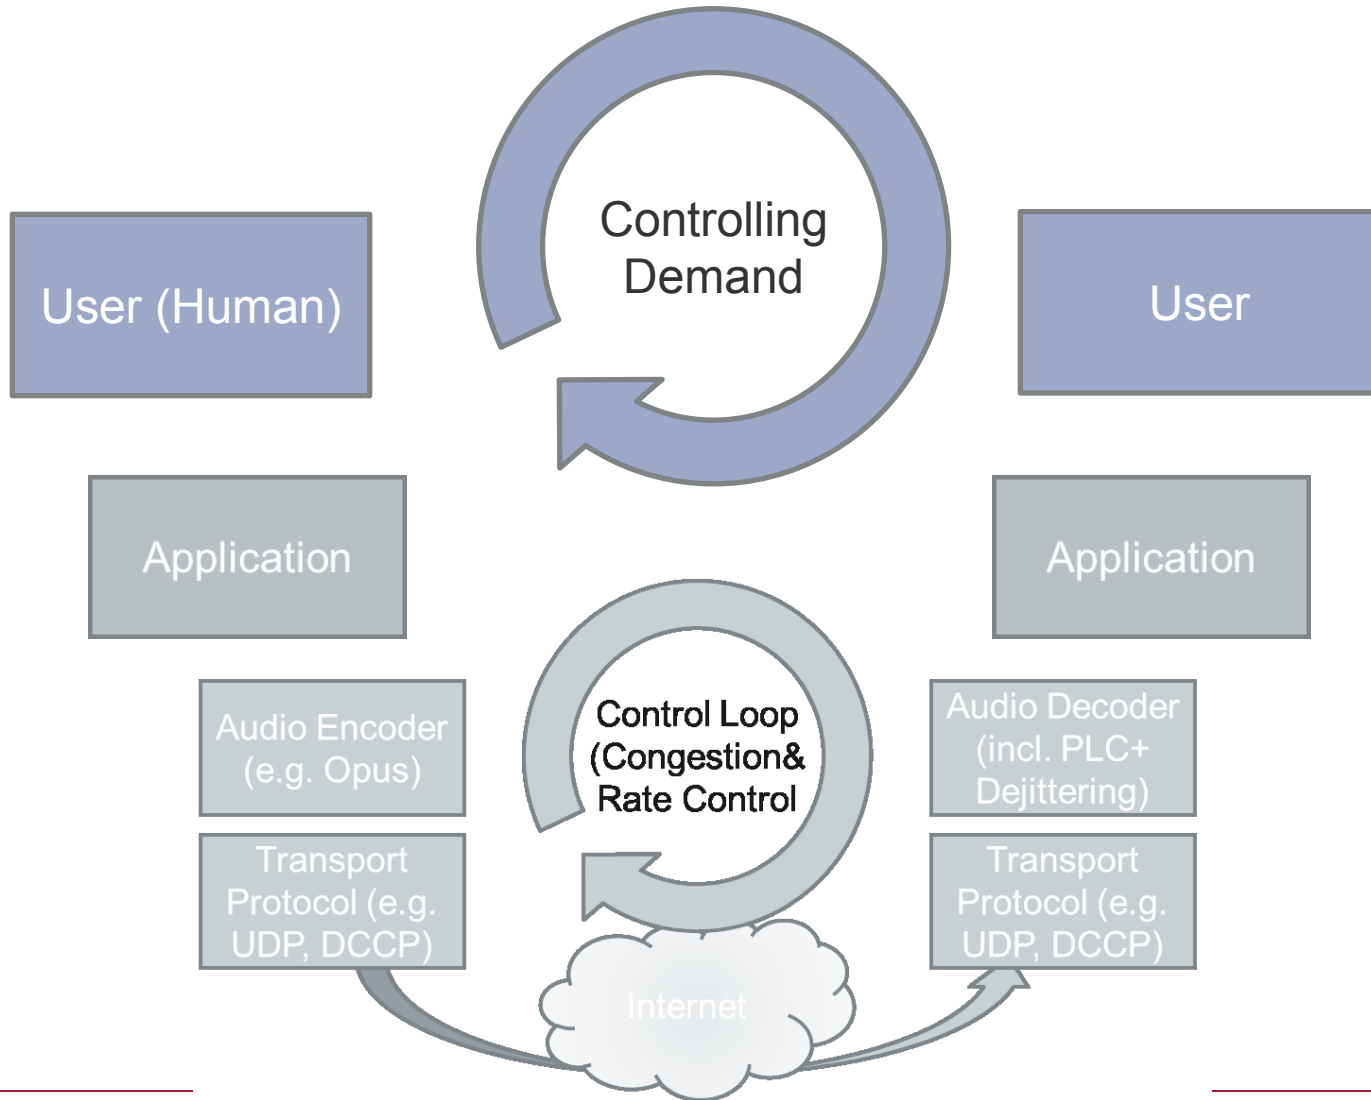 Controlling
Demand
User (Human)
User
Application
Application
Control Loop
(Congestion&
Rate Control
Audio Encoder
(e.g. Opus)
Audio Decoder
(incl. PLC+
Dejittering)
Transport
Protocol (e.g.
UDP, DCCP)
Transport
Protocol (e.g.
UDP, DCCP)
Internet